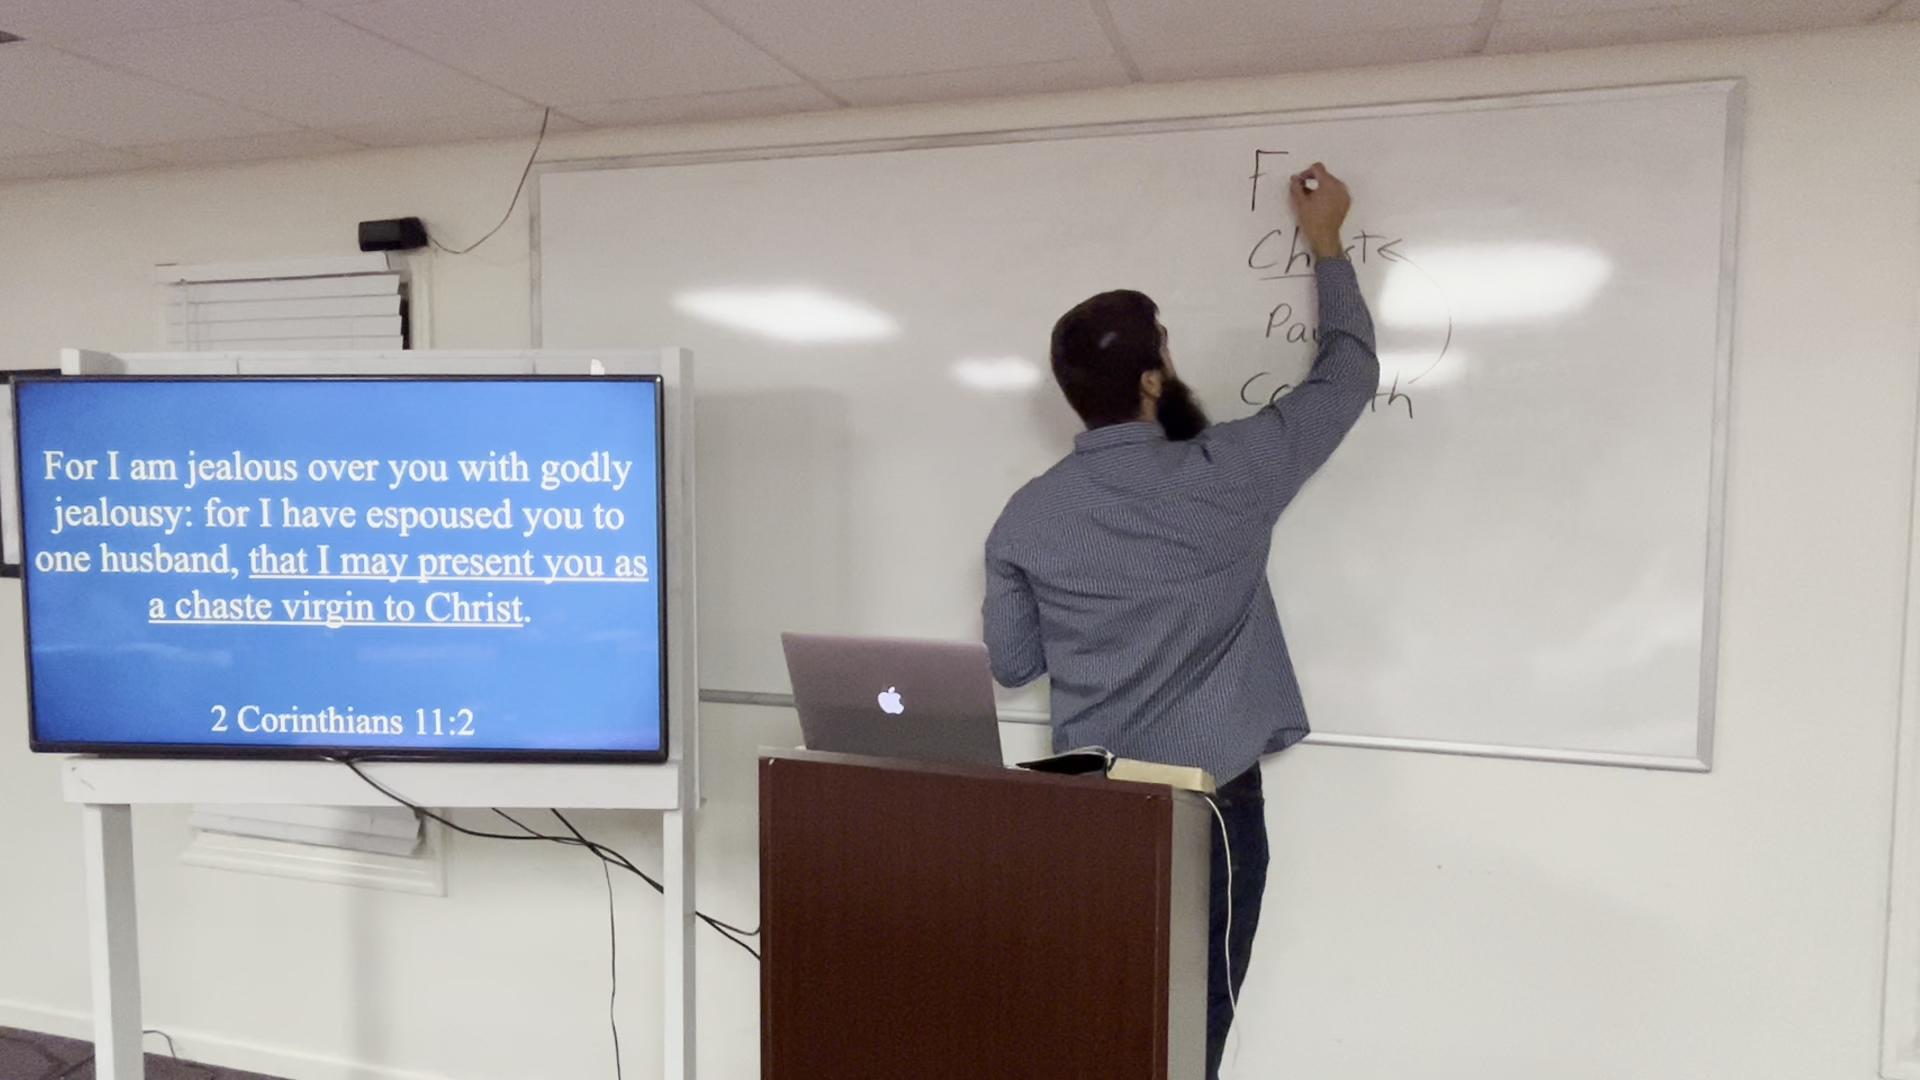 For I am jealous over you with godly
jealousy: for I have espoused you to
one husband, that I may present you as
a chaste virgin to Christ.
2 Corinthians 11:2
F